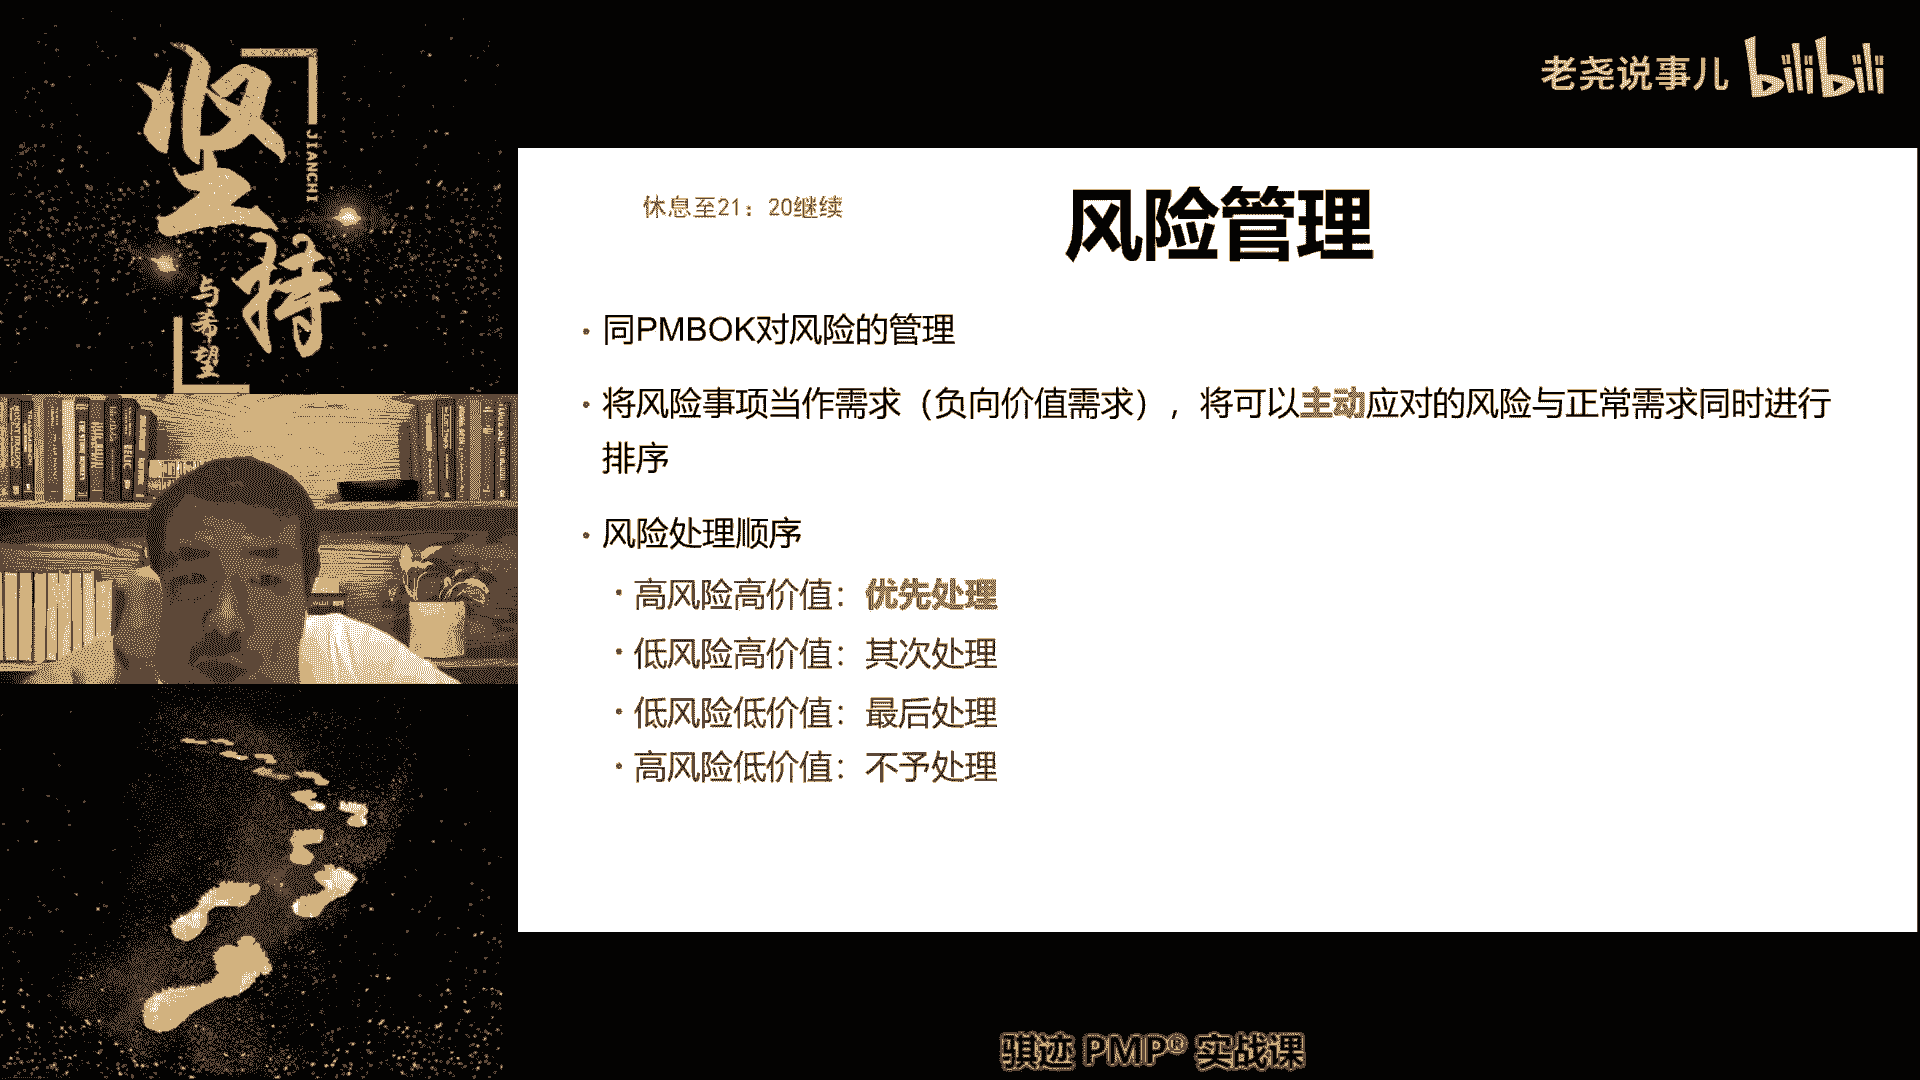 坚持
JIANCHI
与希望
老尧说事儿 bilibili
休息至21：20继续
风险管理
· 同PMBOK对风险的管理
· 将风险事项当作需求（负向价值需求），将可以主动应对的风险与正常需求同时进行
排序
· 风险处理顺序
· 高风险高价值：优先处理
· 低风险高价值：其次处理
· 低风险低价值：最后处理
· 高风险低价值：不予处理
骐迹 PMP® 实战课